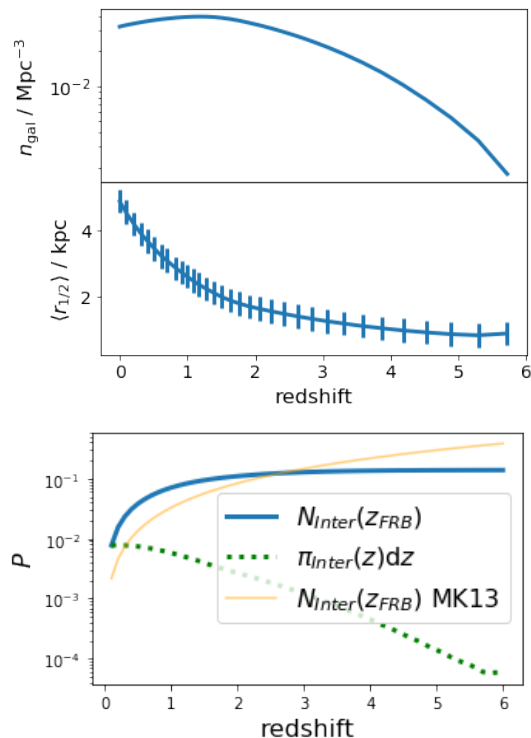 n_gal / Mpc⁻³
10⁻²
⟨r_1/2⟩ / kpc
4
2
0 1 2 3 4 5 6
redshift
P
10⁻¹
10⁻²
10⁻³
10⁻⁴
N_Inter(z_FRB)
π_Inter(z)dz
N_Inter(z_FRB) MK13
0 1 2 3 4 5 6
redshift